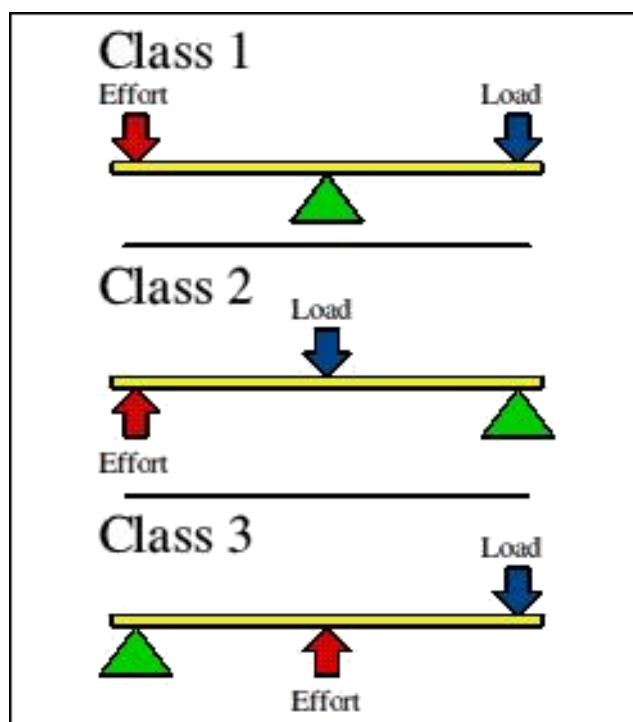 Class 1
Effort Load
Class 2
Load
Effort
Class 3
Load
Effort